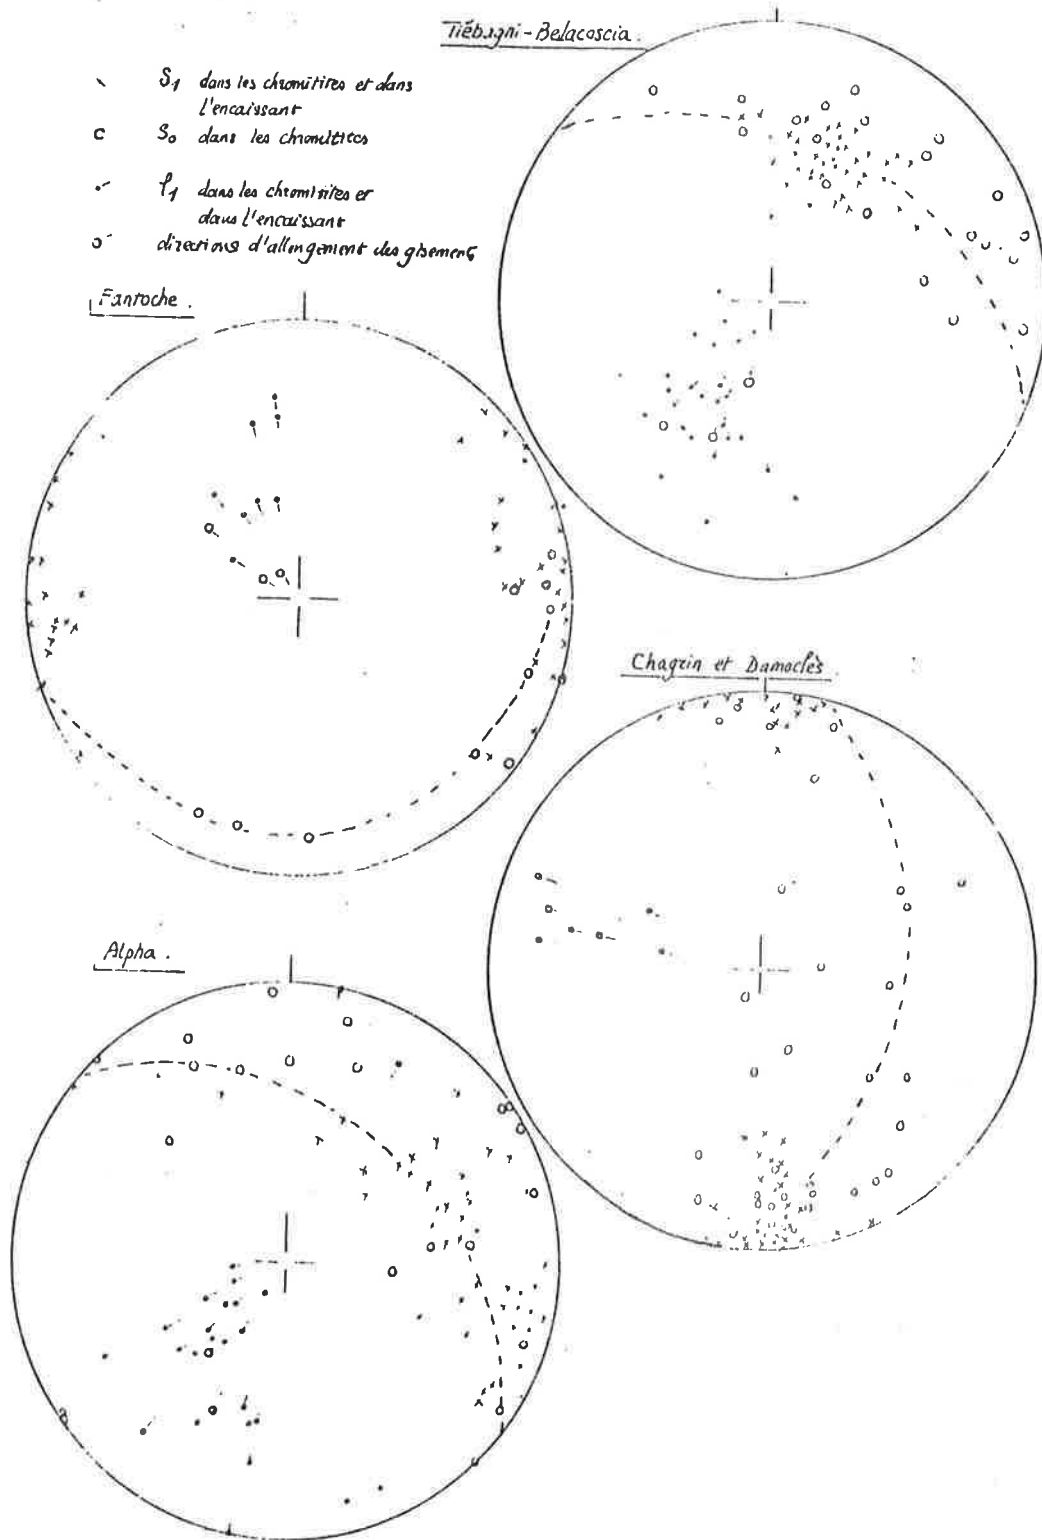 Tiébagni - Belacoscia.
S1 dans les chromitites et dans
l'encaissant
S0 dans les chromitites
l1 dans les chromitites et
dans l'encaissant
directions d'allongement des gisements
Fantoche.
Chagrin et Damoclès.
Alpha.